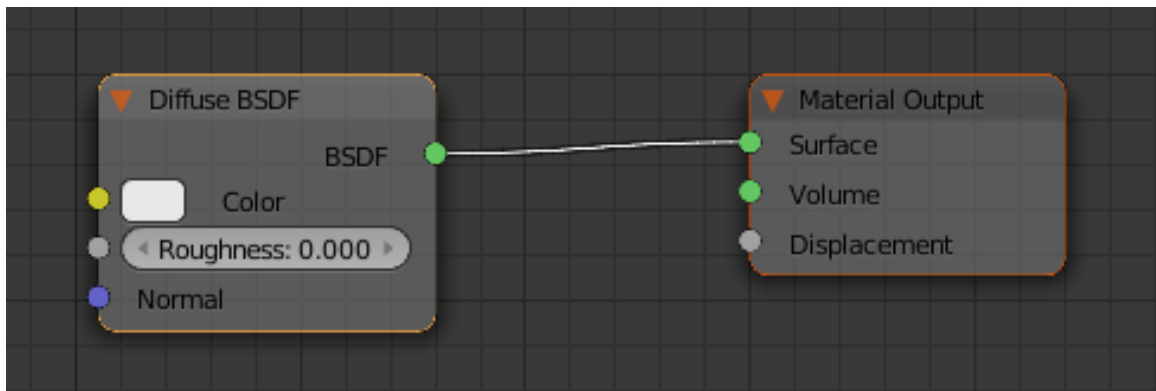 Diffuse BSDF
BSDF
Color
Roughness: 0.000
Normal
Material Output
Surface
Volume
Displacement